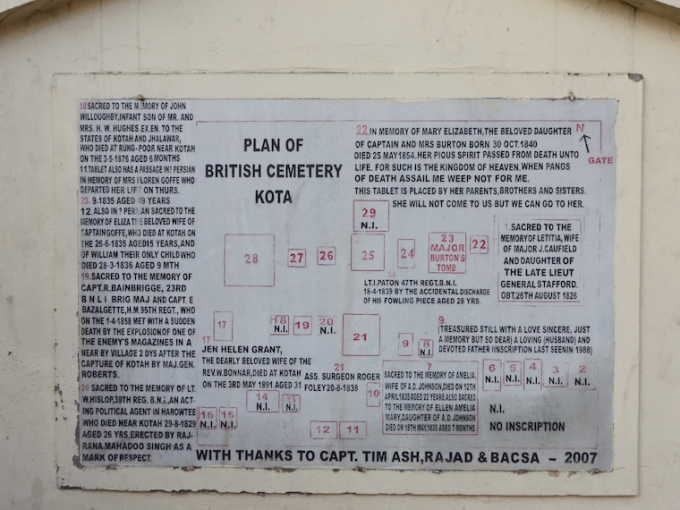 10 SACRED TO THE MEMORY OF JOHN
WILLOUGHBY,INFANT SON OF MR. AND
MRS. H. W. HUGHES.EX.EN. TO THE
STATES OF KOTAH AND JHALAWAR,
WHO DIED AT RUNG-POOR NEAR KOTAH
ON THE 3-5-1876 AGED 6 MONTHS
11.TABLET ALSO HAS A PASSAGE IN? PERSIAN
IN MEMORY OF MRS FLOREN GOFFE WHO
DEPARTED HER LIFE ON THURS.
23. 9.1835 AGED YEARS
12. ALSO IN ? PERSIAN SACRED TO THE
MEMORY OF ELIZA THE BELOVED WIFE OF
CAPTAINGOFFE,WHO DIED AT KOTAH ON
THE 26-6-1835 AGED15 YEARS,AND
OF WILLIAM THEIR ONLY CHILD WHO
DIED 28-3-1836 AGED 9 MTH
19. SACRED TO THE MEMORY OF
CAPT.R.BAINBRIGGE, 23RD
B N L I BRIG MAJ AND CAPT. E
BAZALGETTE,H.M.95TH REGT., WHO
ON THE 1-4-1858 MET WITH A SUDDEN
DEATH BY THE EXPLOSION OF ONE OF
THE ENEMY'S MAGAZINES IN A
NEAR BY VILLAGE 2 DYS AFTER THE
CAPTURE OF KOTAH BY MAJ.GEN.
ROBERTS.
28 SACRED TO THE MEMORY OF LT.
W.HISLOP,39TH REG. B.N.I.,AN ACT-
ING POLITICAL AGENT IN HAROWTEE
WHO DIED NEAR KOTAH 29-8-1829
AGED 26 YRS,ERECTED BY RAJ-
RANA.MAHADOO SINGH AS A
MARK OF RESPECT.
PLAN OF
BRITISH CEMETERY
KOTA
22.IN MEMORY OF MARY ELIZABETH,THE BELOVED DAUGHTER
OF CAPTAIN AND MRS BURTON BORN 30 OCT.1840
DIED 25 MAY1854.HER PIOUS SPIRIT PASSED FROM DEATH UNTO
LIFE. FOR SUCH IS THE KINGDOM OF HEAVEN.WHEN PANGS
OF DEATH ASSAIL ME WEEP NOT FOR ME.
THIS TABLET IS PLACED BY HER PARENTS,BROTHERS AND SISTERS.
SHE WILL NOT COME TO US BUT WE CAN GO TO HER.
N
GATE
29
N.I.
28
27
26
25
24
23
MAJOR
BURTON'S
TOMB
22
1 SACRED TO THE
MEMORY OF LETITIA, WIFE
OF MAJOR J.CAUFIELD
AND DAUGHTER OF
THE LATE LIEUT
GENERAL STAFFORD.
OBT.26TH AUGUST 1826
LT.I.PATON 47TH REGT.B.N.I.
18-4-1839 BY THE ACCIDENTAL DISCHARGE
OF HIS FOWLING PIECE AGED 28 YRS.
17
18
N.I.
19
20
N.I.
21
9
8
N.I.
9
(TREASURED STILL WITH A LOVE SINCERE, JUST
A MEMORY BUT SO DEAR) A LOVING (HUSBAND) AND
DEVOTED FATHER INSCRIPTION LAST SEENIN 1988)
17
JEN HELEN GRANT,
THE DEARLY BELOVED WIFE OF THE
REV.W.BONNAR,DIED AT KOTAH
ON THE 3RD MAY 1891 AGED 31
21
ASS SURGEON ROGER
FOLEY20-8-1838
10
7
SACRED TO THE MEMORY OF AMELIA,
WIFE OF A.D. JOHNSON,DIED ON 12TH
APRIL,1835 AGED 22 YEARS,ALSO SACRED
TO THE MEMORY OF ELLEN AMELIA
MARY,DAUGHTER OF A.D. JOHNSON
DIED ON 18TH MAY,1835 AGED 7 MONTHS
6
N.I.
5
N.I.
4
N.I.
3
N.I.
2
N.I.
14
N.I.
13
N.I.
16
N.I.
15
N.I.
12
11
N.I.
NO INSCRIPTION
WITH THANKS TO CAPT. TIM ASH,RAJAD & BACSA – 2007